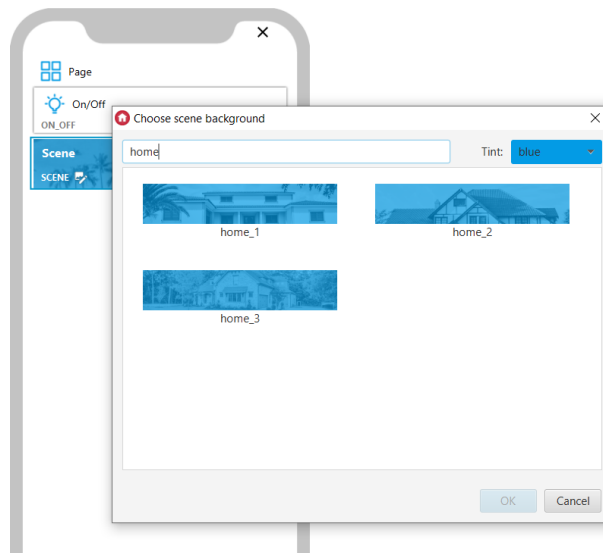 Page
On/Off
ON_OFF
Choose scene background
Scene
SCENE
home
Tint: blue
home_1 home_2
home_3
OK Cancel